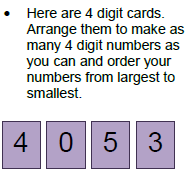 • Here are 4 digit cards.
Arrange them to make as
many 4 digit numbers as
you can and order your
numbers from largest to
smallest.
4 0 5 3